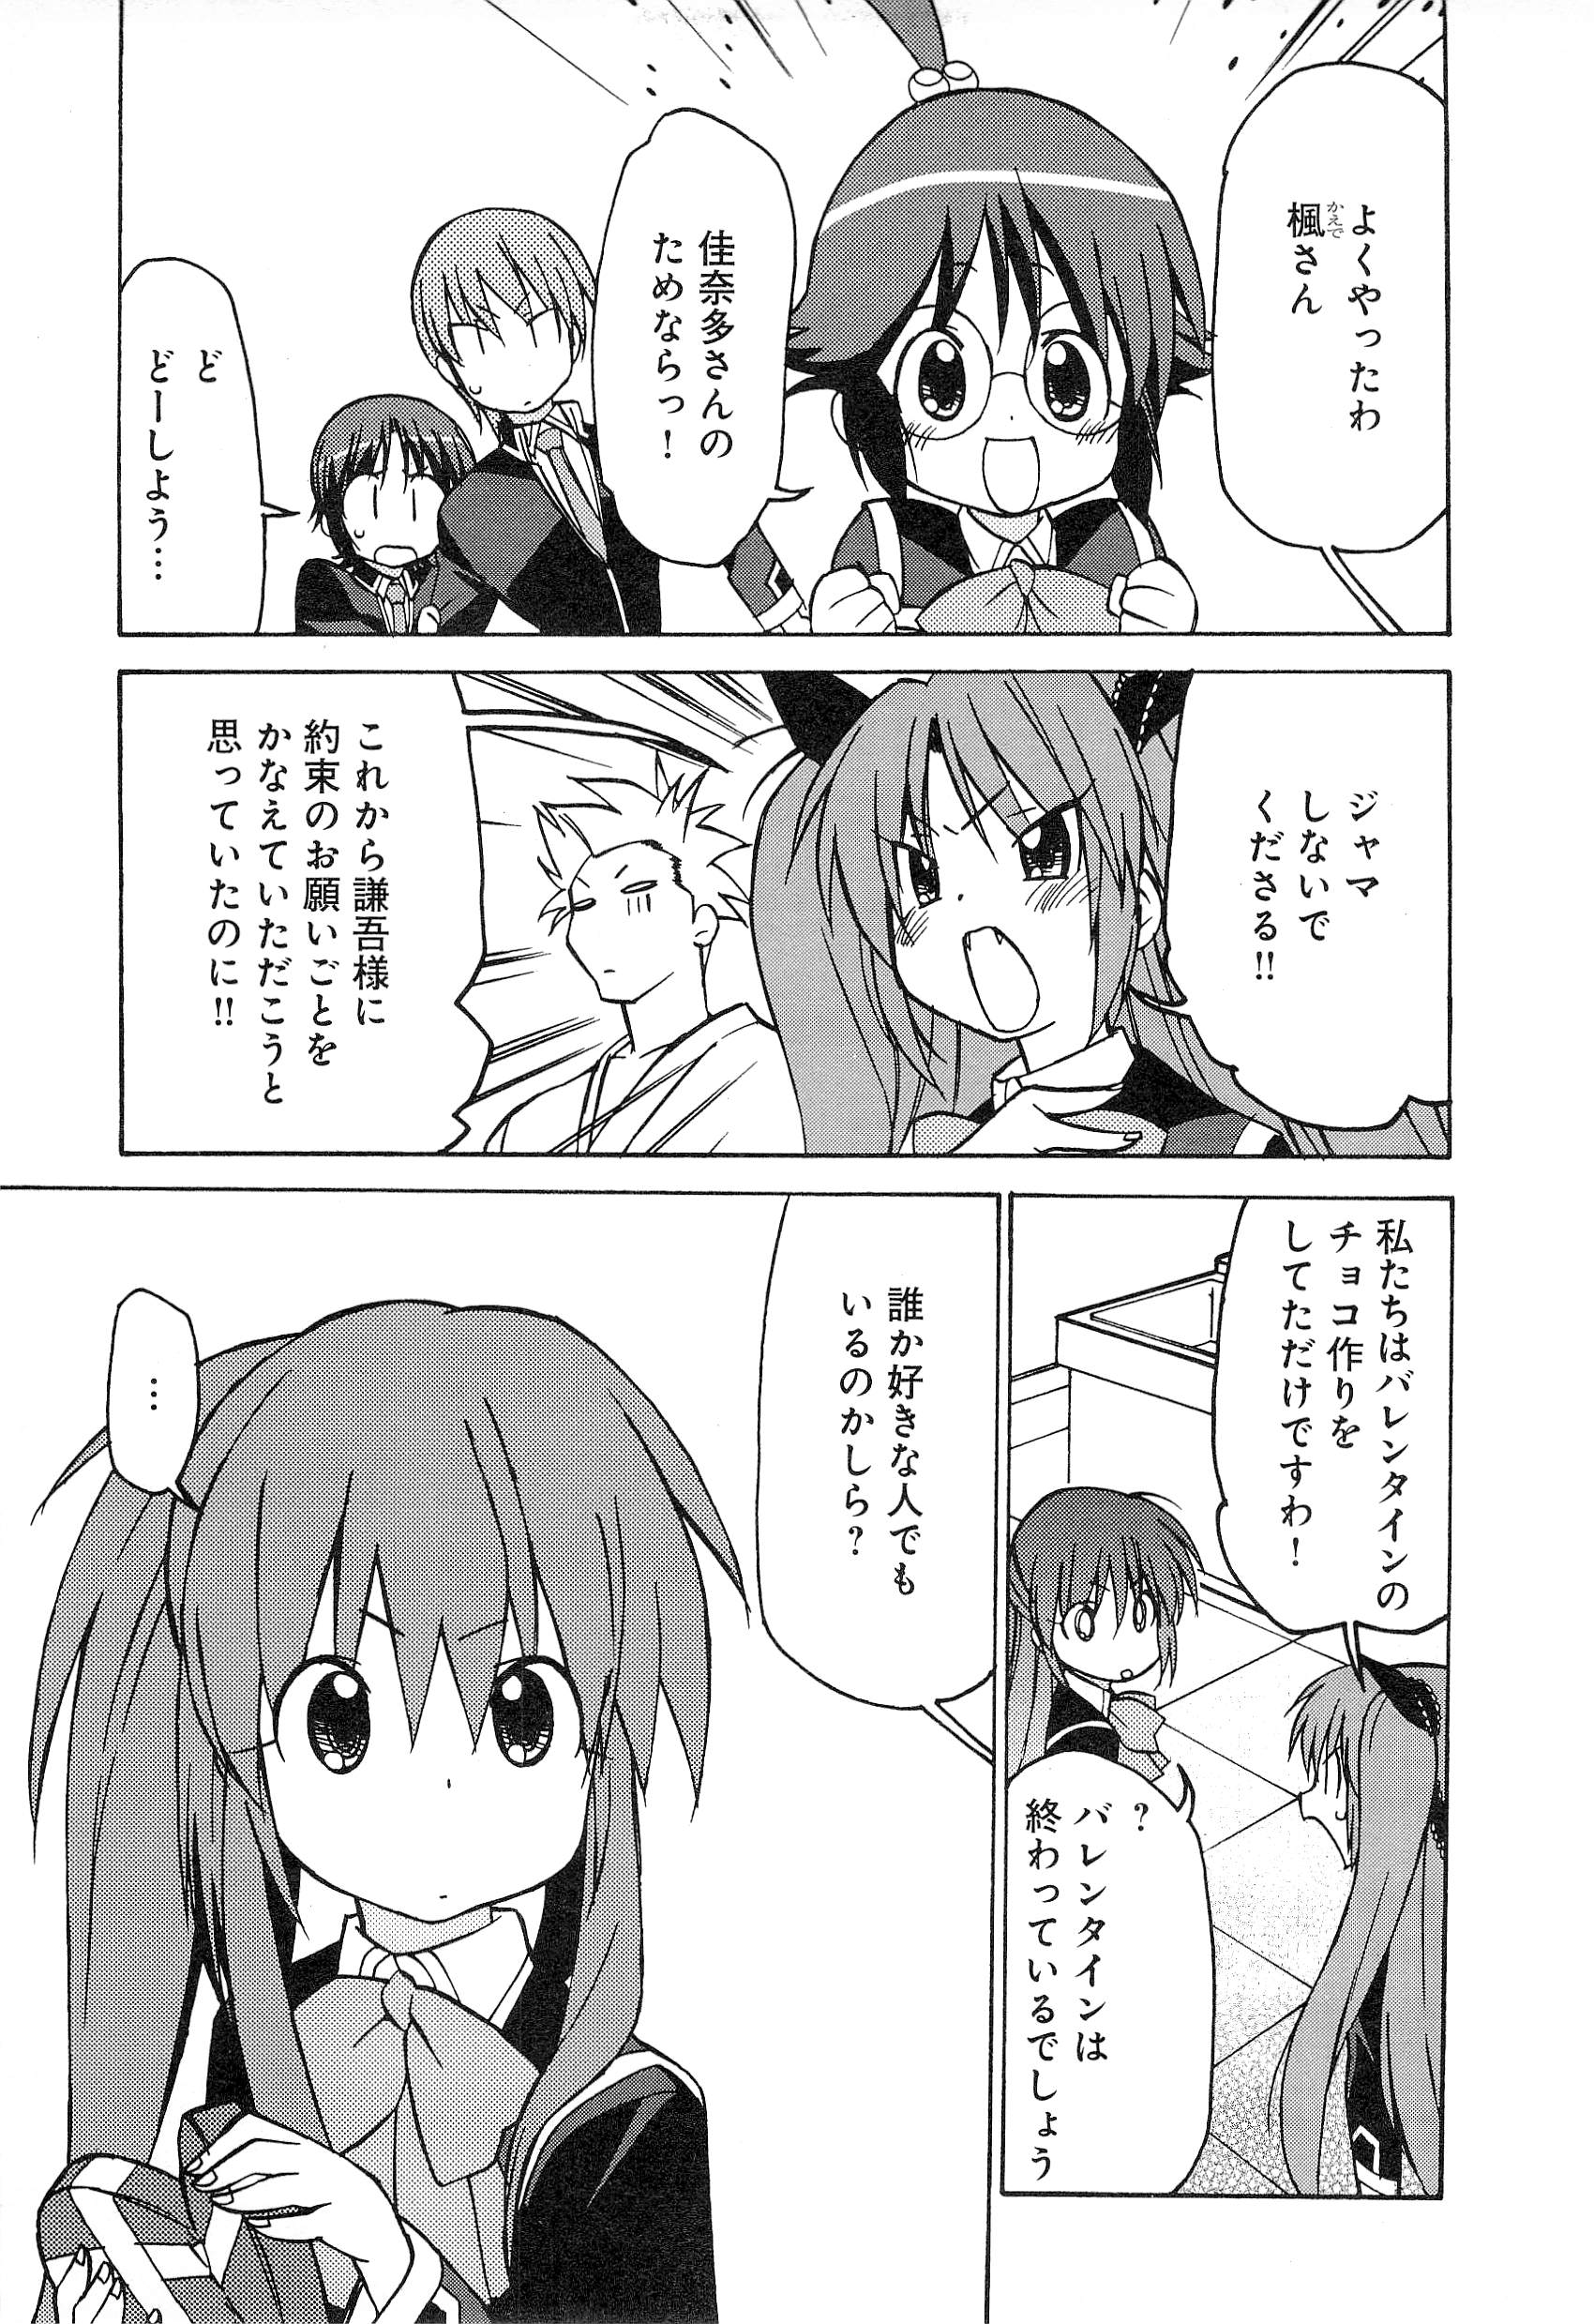 よくやったわ
楓さん
かえで
佳奈多さんの
ためならっ!
ど
どーしよう…
ジャマ
しないで
くださる!!
これから謙吾様に
約束のお願いごとを
かなえていただこうと
思っていたのに!!
私たちはバレンタインの
チョコ作りを
してただけですわ!
?
バレンタインは
終わっているでしょう
誰か好きな人でも
いるのかしら?
…